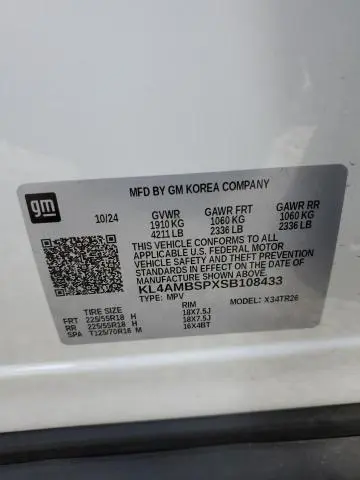 MFD BY GM KOREA COMPANY
gm
10/24 GVWR GAWR FRT GAWR RR
1910 KG 1060 KG 1060 KG
4211 LB 2336 LB 2336 LB
THIS VEHICLE CONFORMS TO ALL
APPLICABLE U.S. FEDERAL MOTOR
VEHICLE SAFETY AND THEFT PREVENTION
STANDARDS IN EFFECT ON THE DATE OF
MANUFACTURE SHOWN ABOVE.
KL4AMBSPXSB108433
TYPE: MPV MODEL: X34TR26
TIRE SIZE RIM
FRT 225/55R18 H 18X7.5J
RR 225/55R18 H 18X7.5J
SPA T125/70R16 M 16X4BT